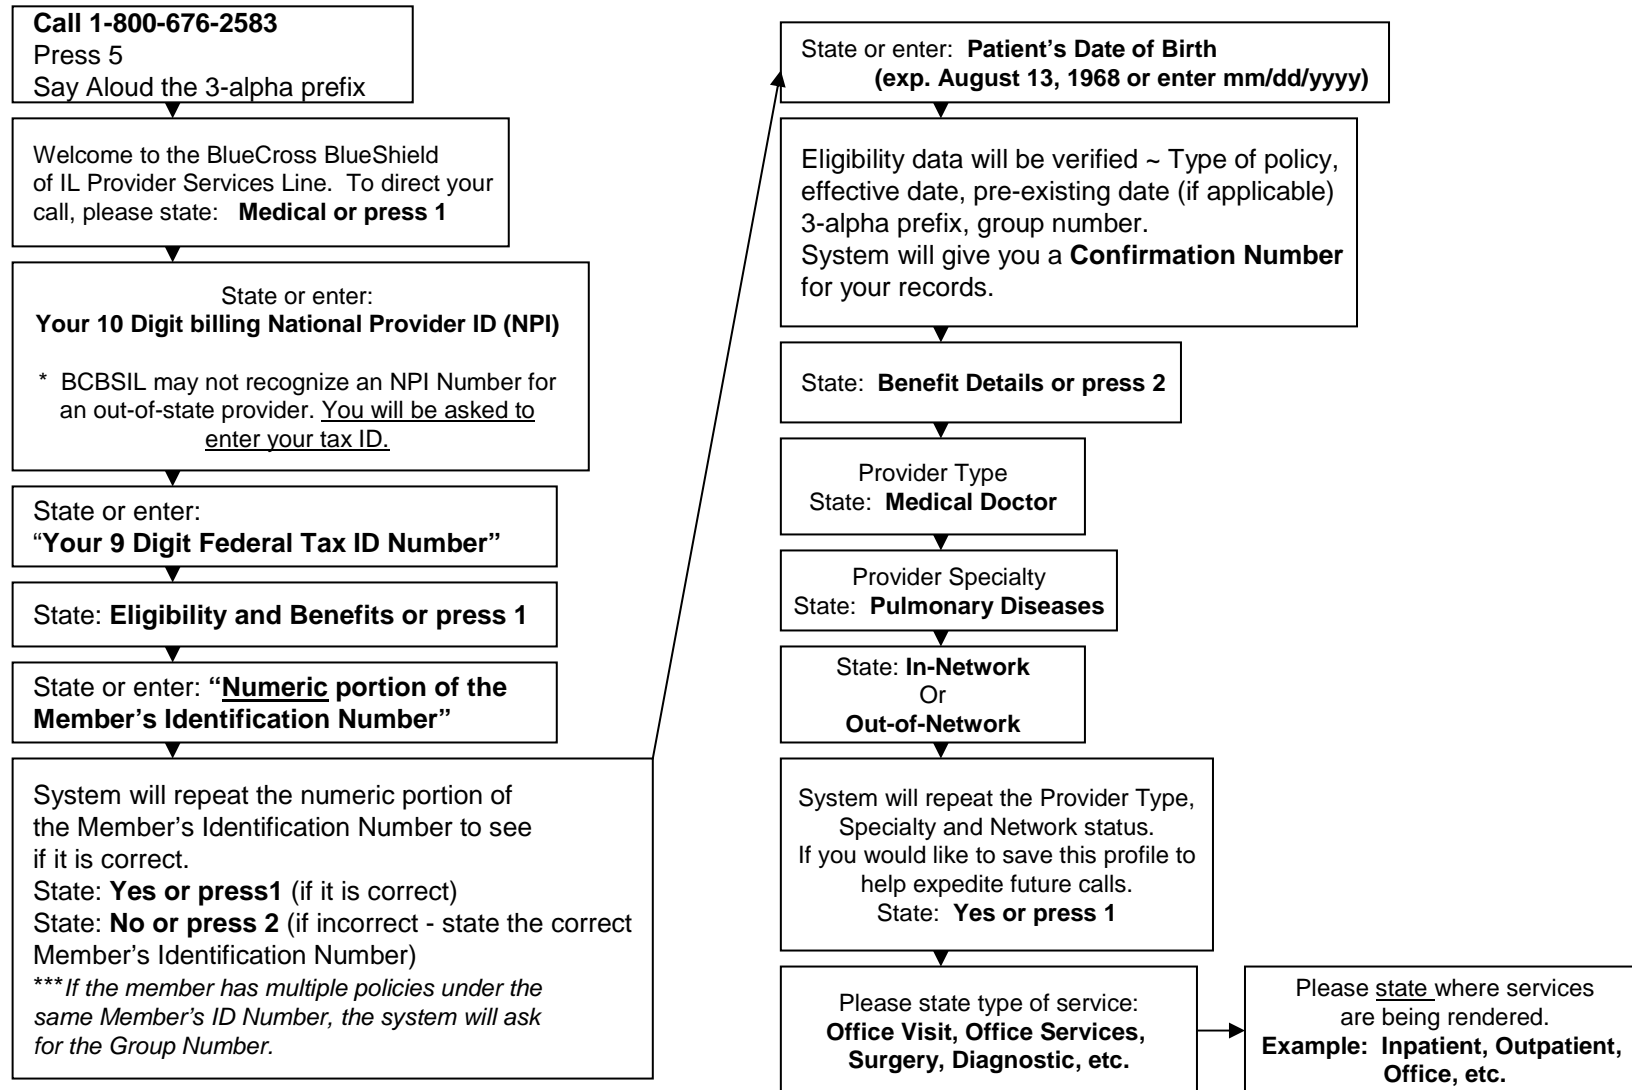 Call 1-800-676-2583
Press 5
Say Aloud the 3-alpha prefix
Welcome to the BlueCross BlueShield
of IL Provider Services Line. To direct your
call, please state: Medical or press 1
State or enter:
Your 10 Digit billing National Provider ID (NPI)
* BCBSIL may not recognize an NPI Number for
an out-of-state provider. You will be asked to
enter your tax ID.
State or enter:
“Your 9 Digit Federal Tax ID Number”
State: Eligibility and Benefits or press 1
State or enter: “Numeric portion of the
Member’s Identification Number”
System will repeat the numeric portion of
the Member’s Identification Number to see
if it is correct.
State: Yes or press1 (if it is correct)
State: No or press 2 (if incorrect - state the correct
Member’s Identification Number)
***If the member has multiple policies under the
same Member’s ID Number, the system will ask
for the Group Number.
State or enter: Patient’s Date of Birth
(exp. August 13, 1968 or enter mm/dd/yyyy)
Eligibility data will be verified ~ Type of policy,
effective date, pre-existing date (if applicable)
3-alpha prefix, group number.
System will give you a Confirmation Number
for your records.
State: Benefit Details or press 2
Provider Type
State: Medical Doctor
Provider Specialty
State: Pulmonary Diseases
State: In-Network
Or
Out-of-Network
System will repeat the Provider Type,
Specialty and Network status.
If you would like to save this profile to
help expedite future calls.
State: Yes or press 1
Please state type of service:
Office Visit, Office Services,
Surgery, Diagnostic, etc.
Please state where services
are being rendered.
Example: Inpatient, Outpatient,
Office, etc.